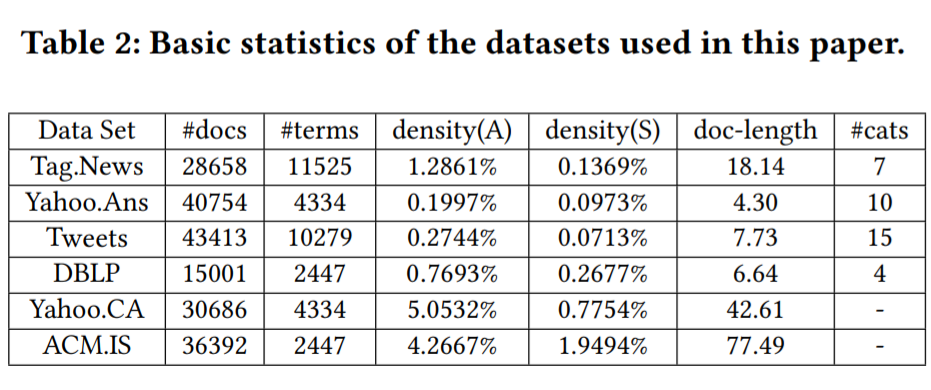 Table 2: Basic statistics of the datasets used in this paper.
Data Set #docs #terms density(A) density(S) doc-length #cats
Tag.News 28658 11525 1.2861% 0.1369% 18.14 7
Yahoo.Ans 40754 4334 0.1997% 0.0973% 4.30 10
Tweets 43413 10279 0.2744% 0.0713% 7.73 15
DBLP 15001 2447 0.7693% 0.2677% 6.64 4
Yahoo.CA 30686 4334 5.0532% 0.7754% 42.61 -
ACM.IS 36392 2447 4.2667% 1.9494% 77.49 -